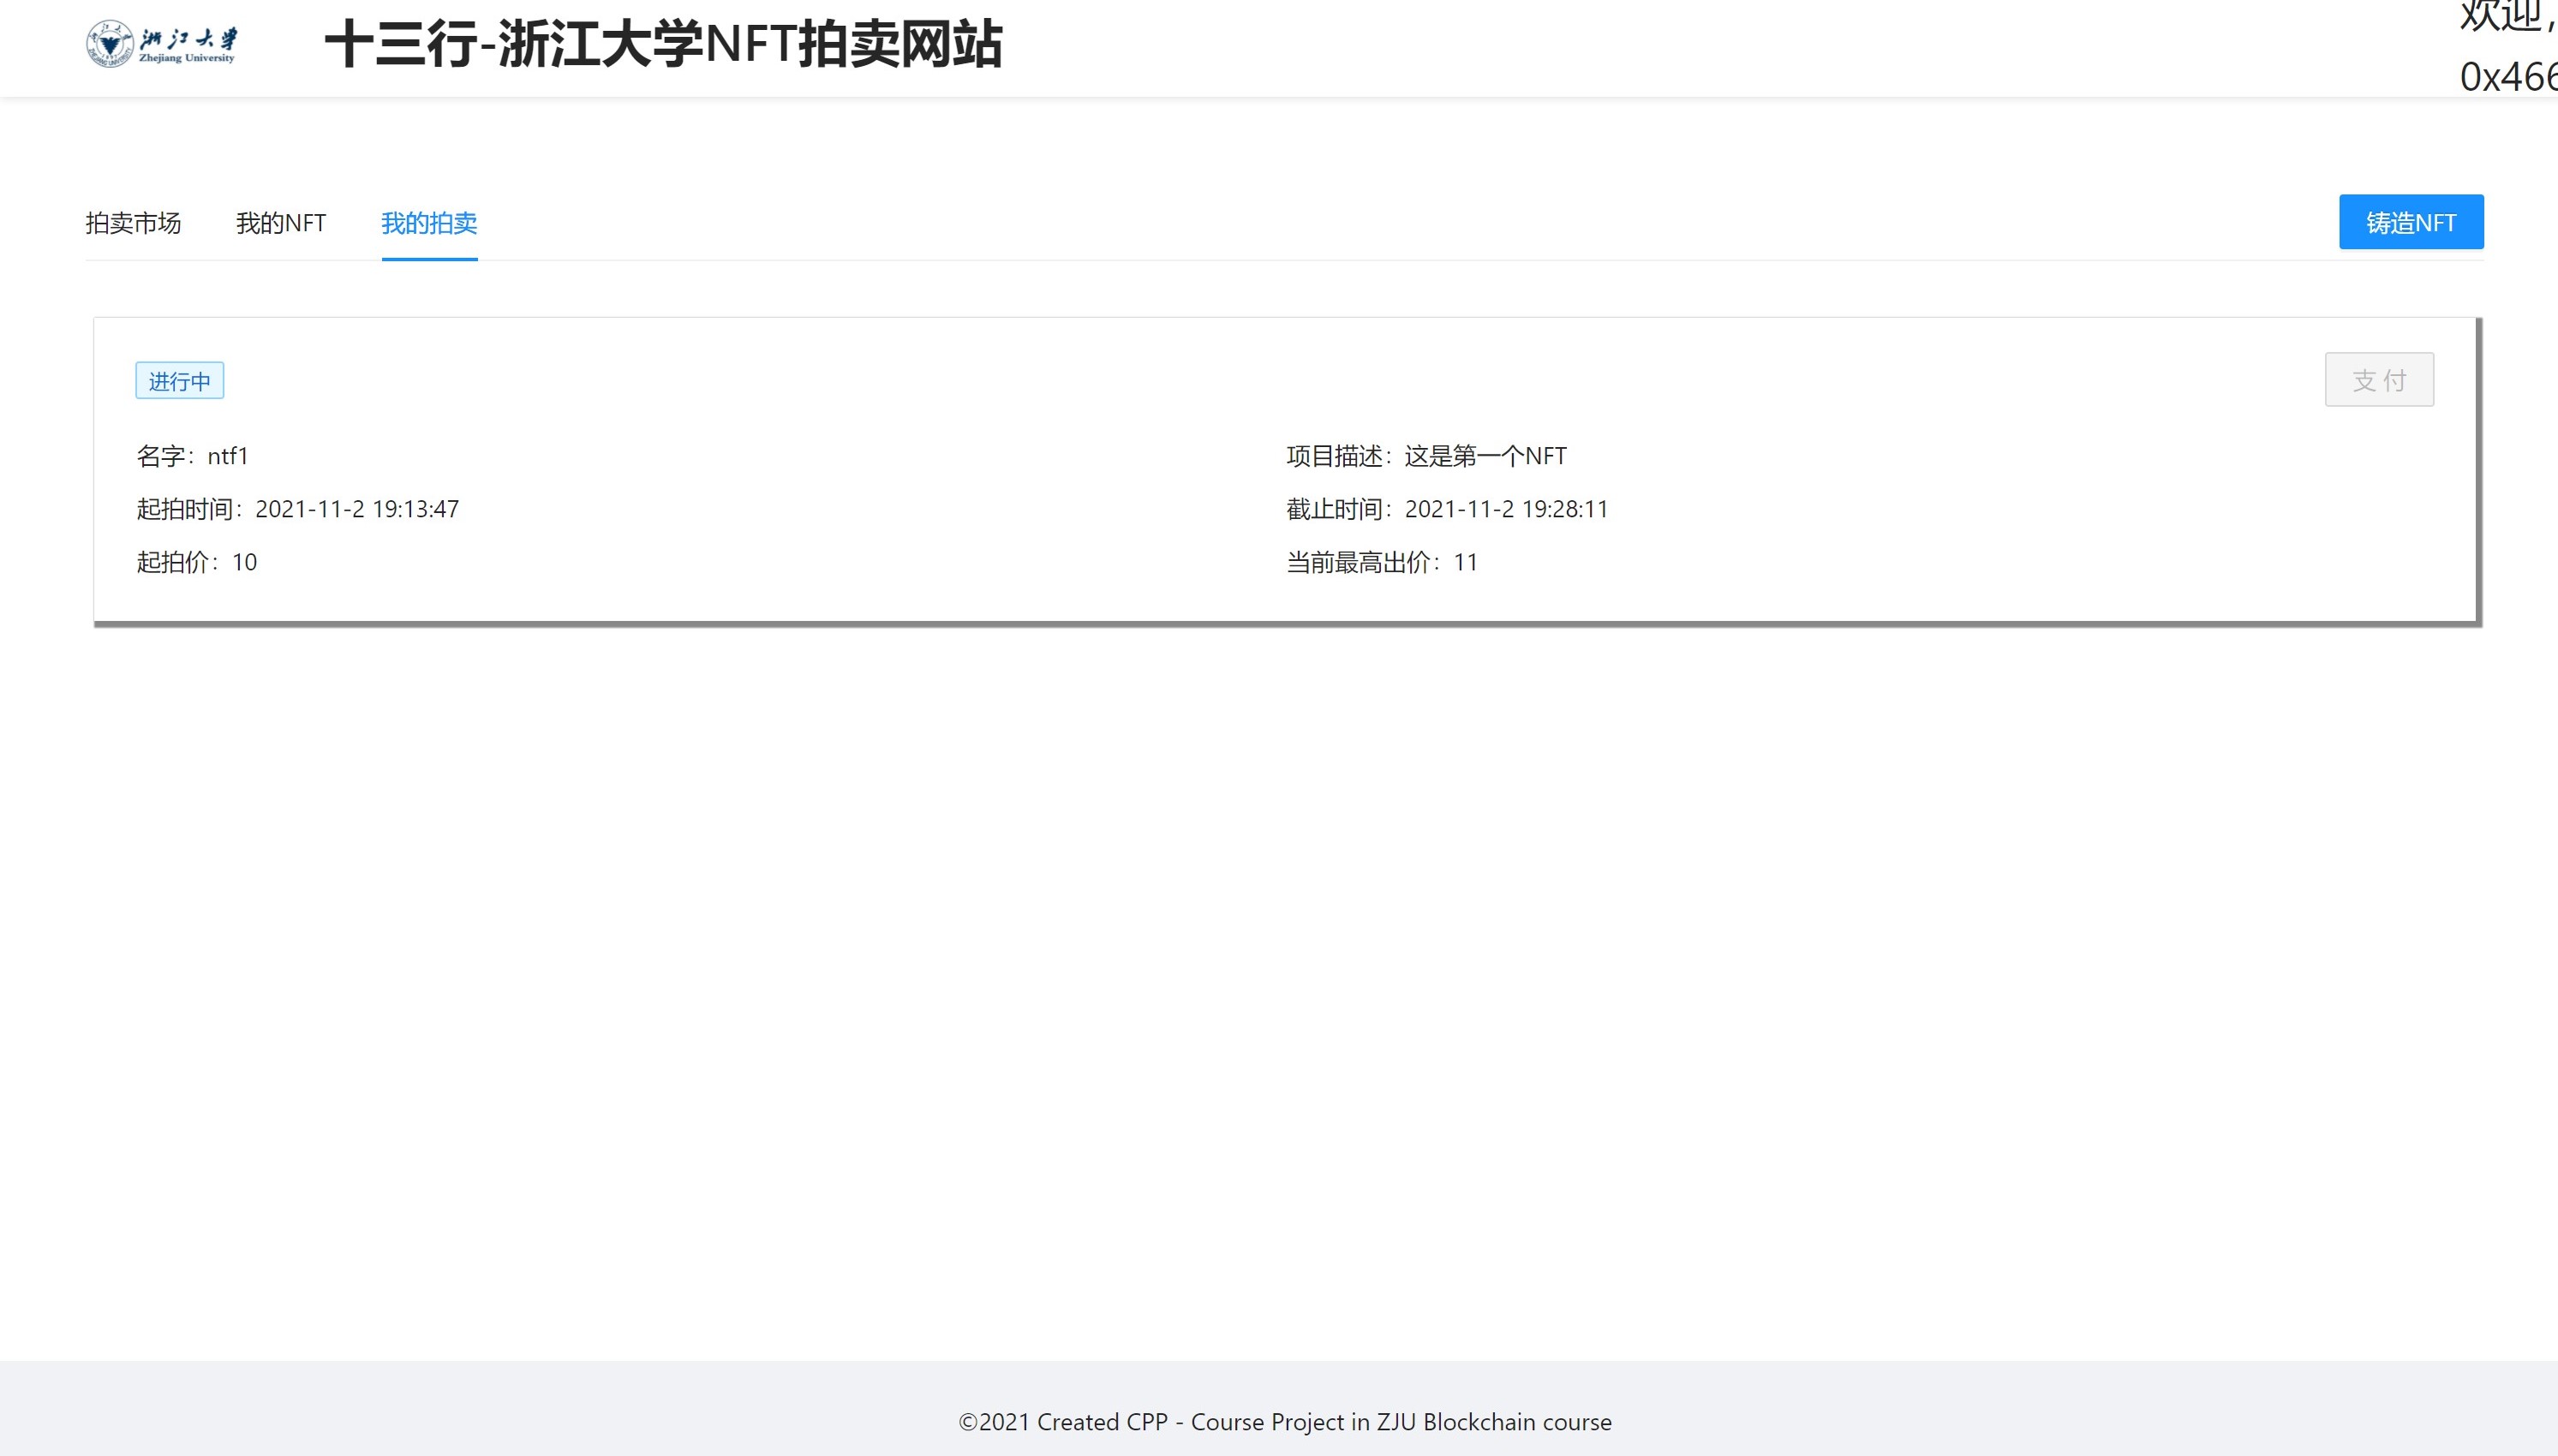 浙江大学
Zhejiang University
十三行-浙江大学NFT拍卖网站
欢迎,
0x466
拍卖市场
我的NFT
我的拍卖
铸造NFT
进行中
支 付
名字：ntf1
项目描述：这是第一个NFT
起拍时间：2021-11-2 19:13:47
截止时间：2021-11-2 19:28:11
起拍价：10
当前最高出价：11
©2021 Created CPP - Course Project in ZJU Blockchain course